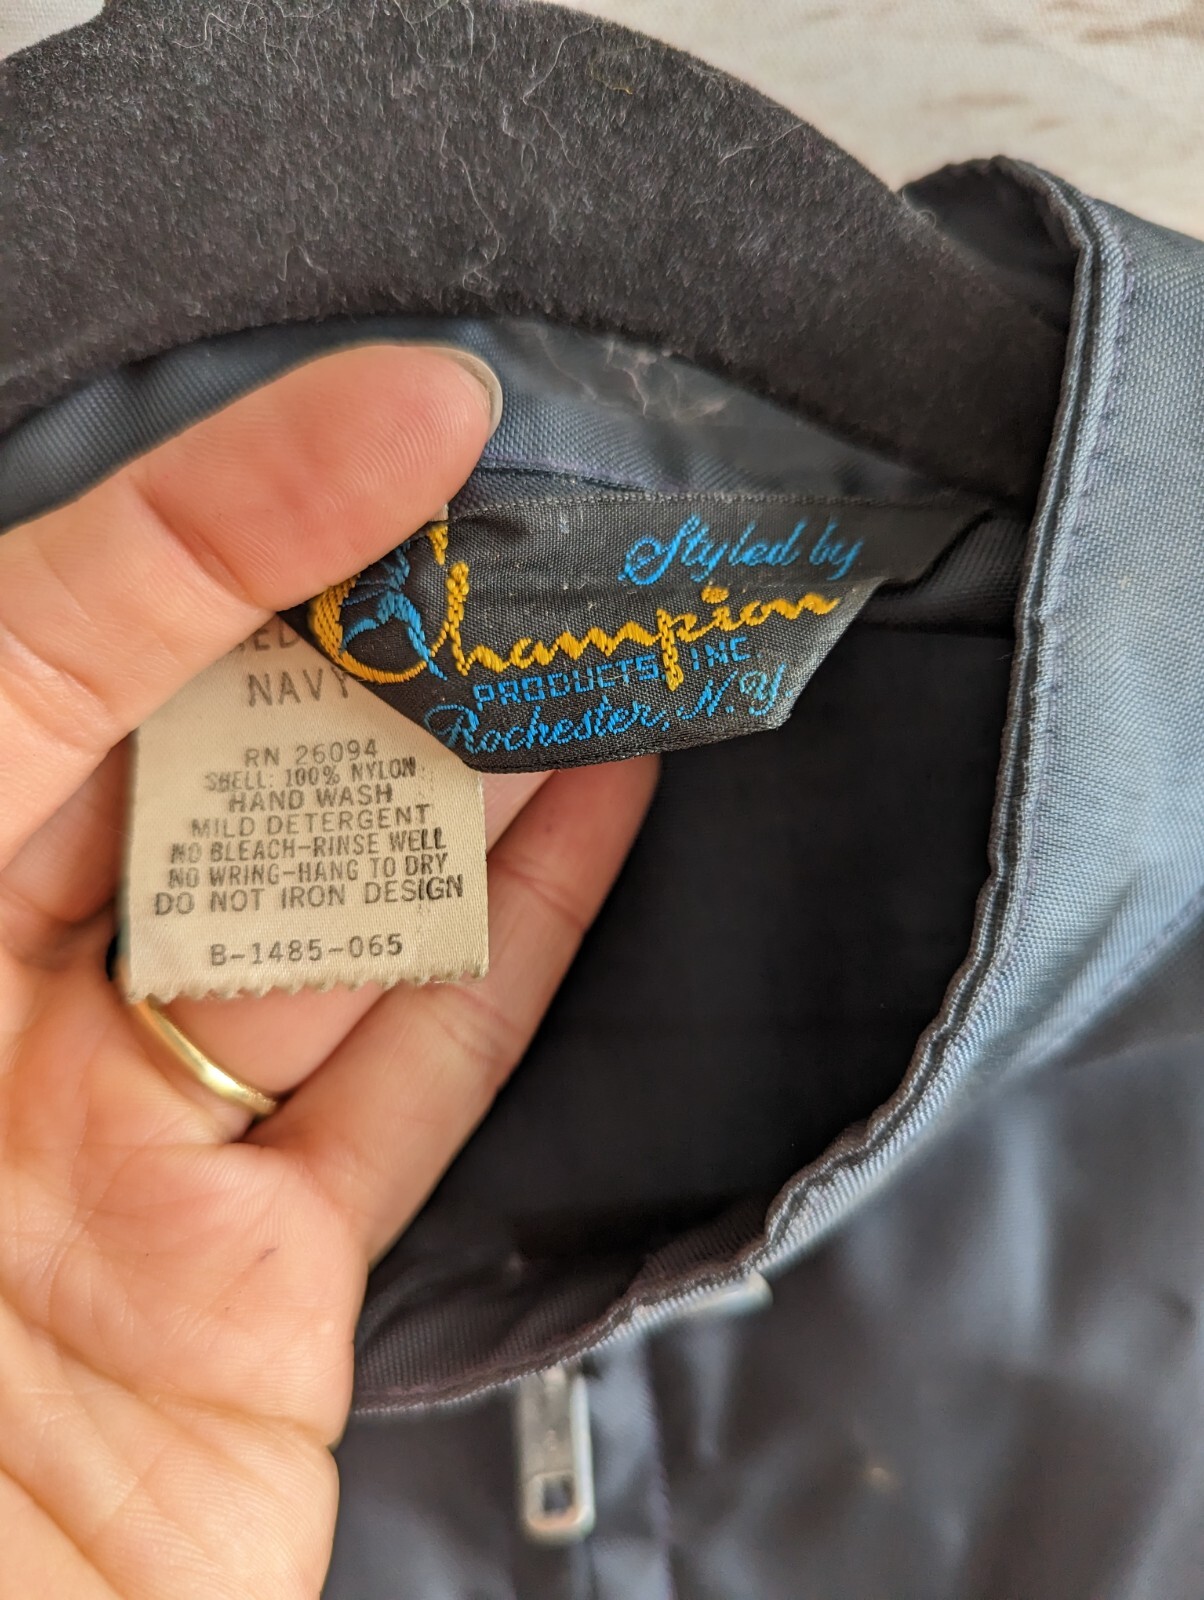 Styled by
Champion
PRODUCTS, INC
Rochester, N.Y.
NAVY
RN 26094
SHELL: 100% NYLON
HAND WASH
MILD DETERGENT
NO BLEACH-RINSE WELL
NO WRING-HANG TO DRY
DO NOT IRON DESIGN
B-1485-065